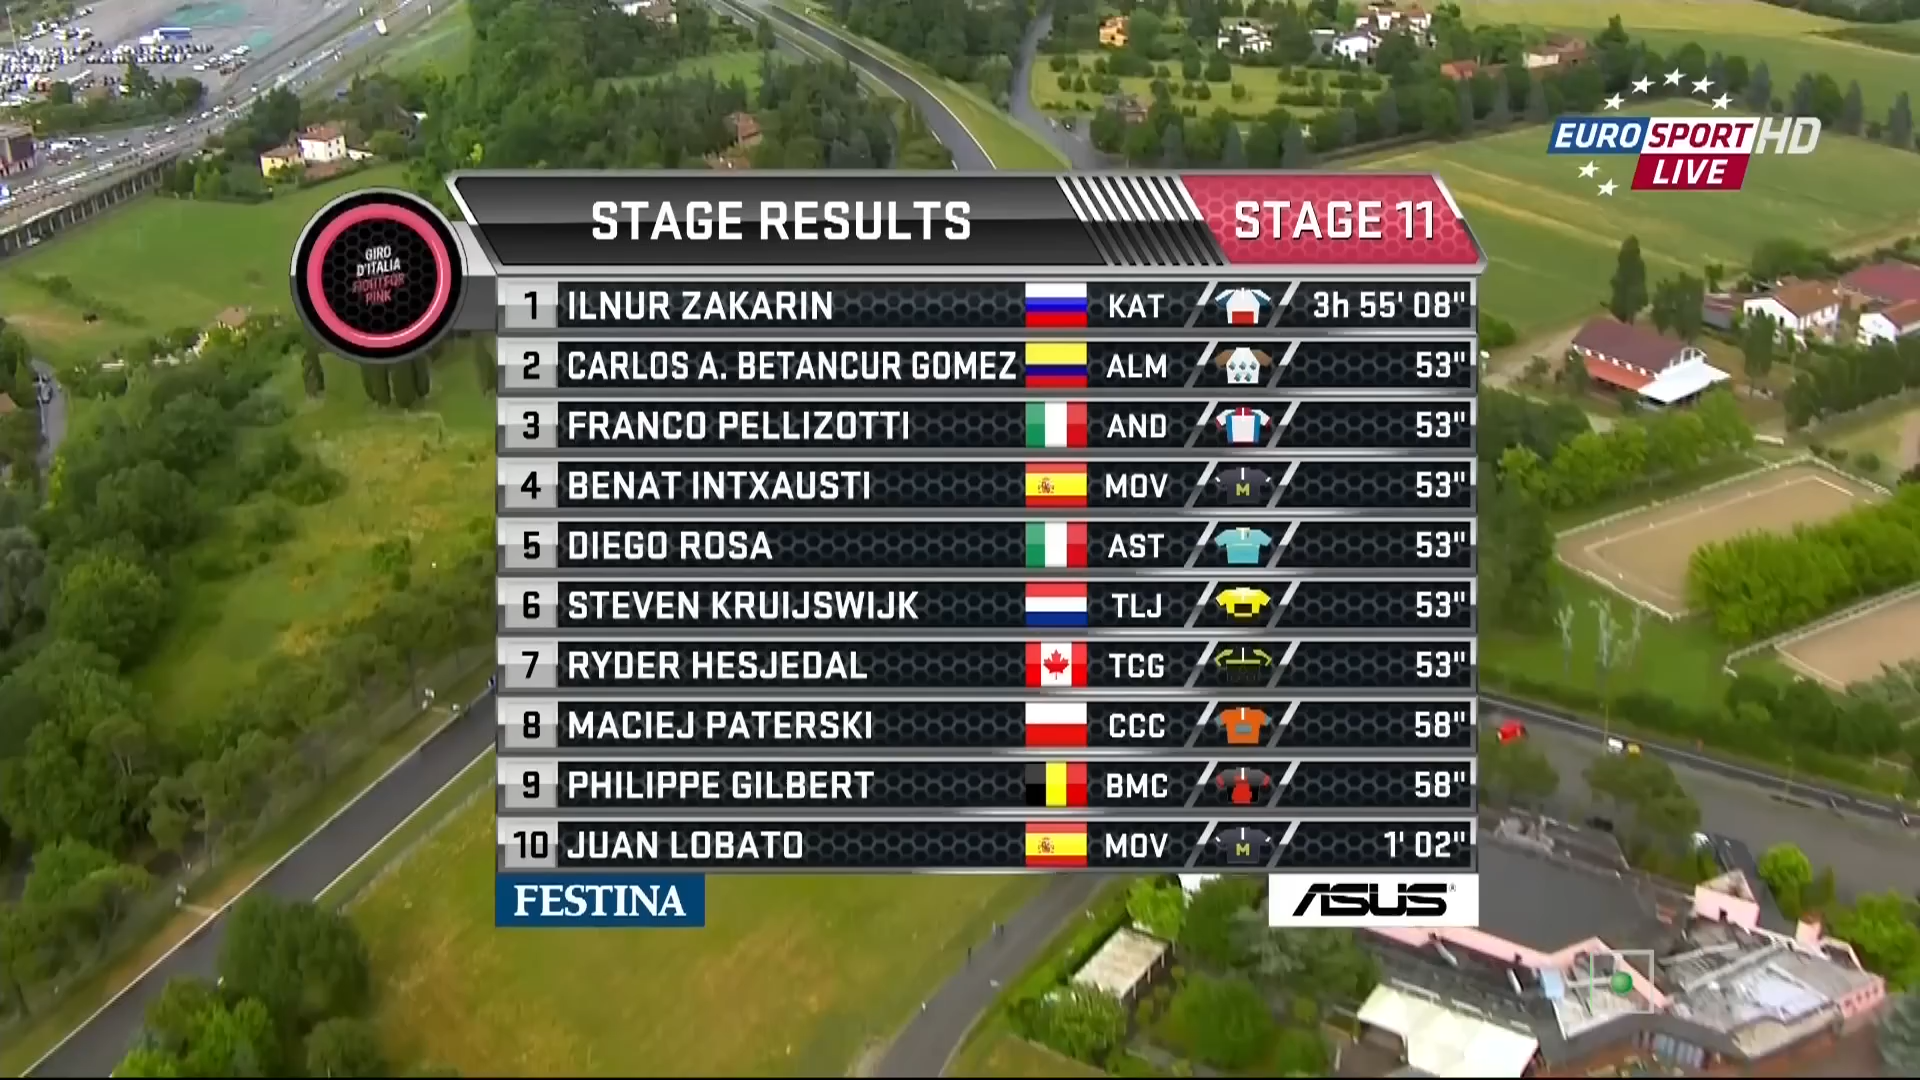 EUROSPORT HD
LIVE
STAGE RESULTS STAGE 11
GIRO
D'ITALIA
FIGHT FOR
PINK
1 ILNUR ZAKARIN KAT 3h 55' 08"
2 CARLOS A. BETANCUR GOMEZ ALM 53"
3 FRANCO PELLIZOTTI AND 53"
4 BENAT INTXAUSTI MOV M 53"
5 DIEGO ROSA AST 53"
6 STEVEN KRUIJSWIJK TLJ 53"
7 RYDER HESJEDAL TCG 53"
8 MACIEJ PATERSKI CCC 58"
9 PHILIPPE GILBERT BMC 58"
10 JUAN LOBATO MOV M 1' 02"
FESTINA ASUS